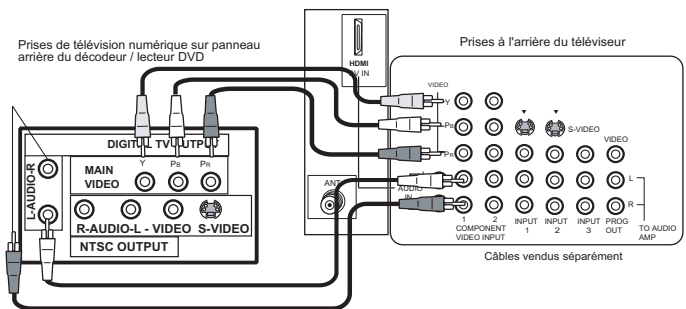 Prises de télévision numérique sur panneau
arrière du décodeur / lecteur DVD
HDMI
AV IN
Prises à l'arrière du téléviseur
VIDEO
Y
PB
PR
S-VIDEO
VIDEO
L
R
ANT
AUDIO
IN
1
2
COMPONENT
VIDEO INPUT
INPUT
1
INPUT
2
INPUT
3
PROG
OUT
TO AUDIO
AMP
Câbles vendus séparément
DIGITAL TV OUTPUT
Y PB PR
MAIN
VIDEO
L-AUDIO-R
R-AUDIO-L - VIDEO S-VIDEO
NTSC OUTPUT